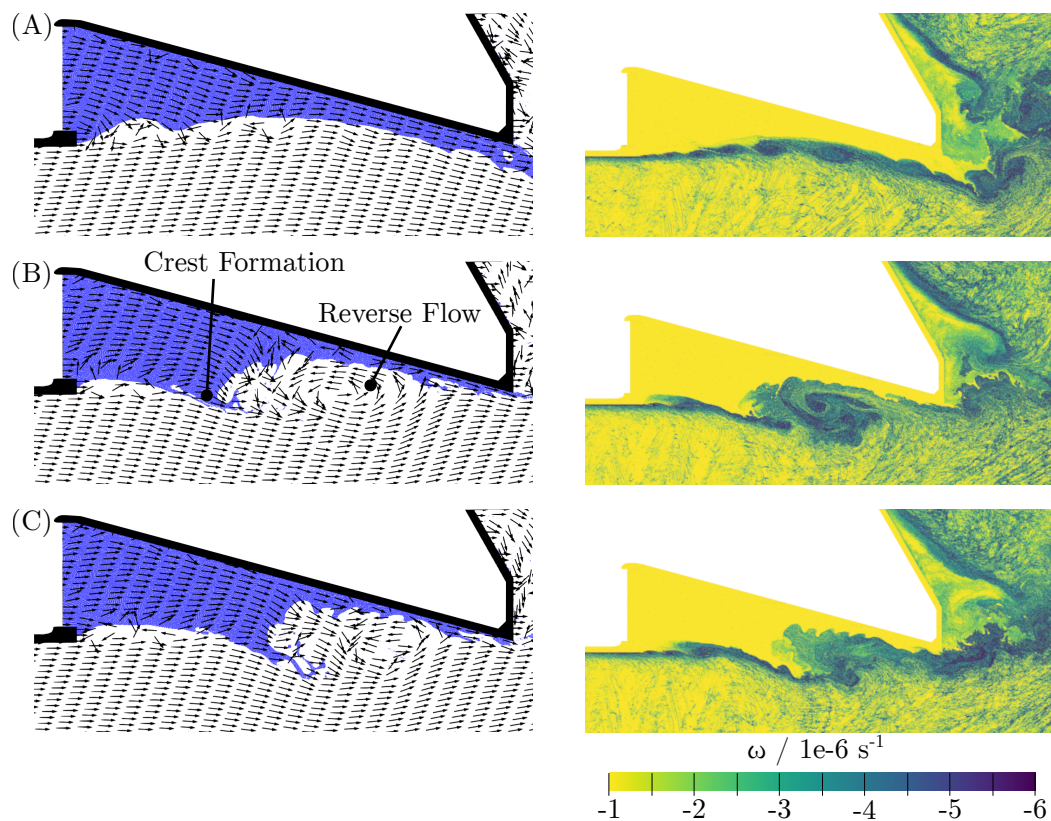 (A)
(B)
Crest Formation
Reverse Flow
(C)
ω / 1e-6 s⁻¹
-1 -2 -3 -4 -5 -6